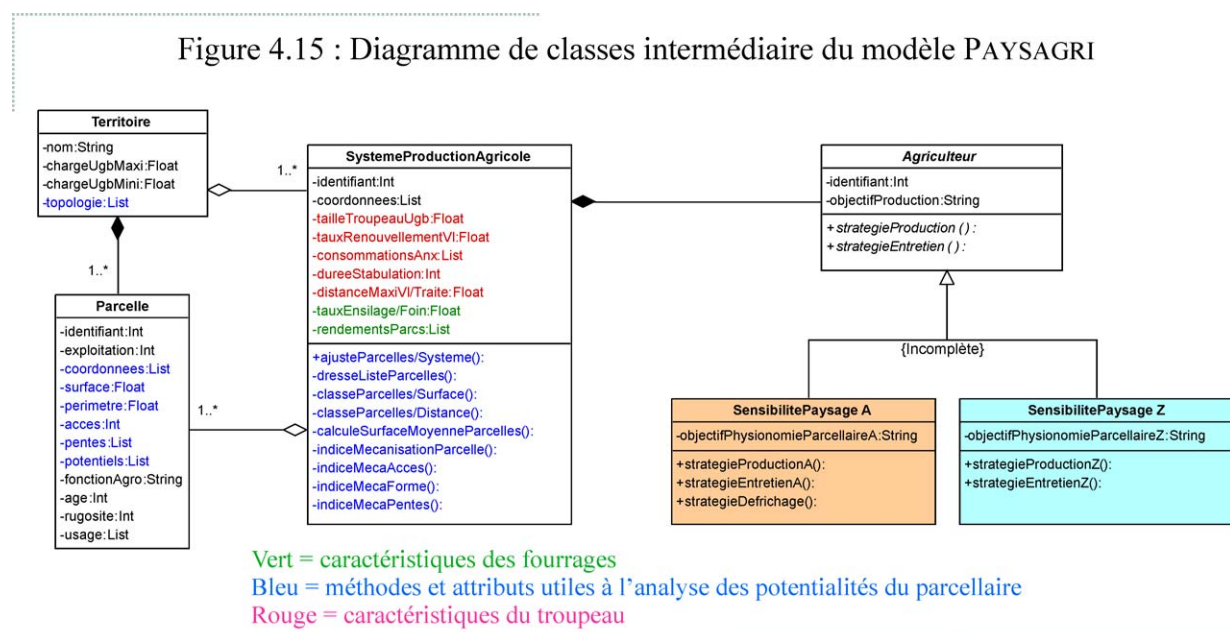 Figure 4.15 : Diagramme de classes intermédiaire du modèle PAYSAGRI
Territoire
-nom:String
-chargeUgbMaxi:Float
-chargeUgbMini:Float
-topologie:List
1..*
1..*
Parcelle
-identifiant:Int
-exploitation:Int
-coordonnees:List
-surface:Float
-perimetre:Float
-acces:Int
-pentes:List
-potentiels:List
-fonctionAgro:String
-age:Int
-rugosite:Int
-usage:List
1..*
SystemeProductionAgricole
-identifiant:Int
-coordonnees:List
-tailleTroupeauUgb:Float
-tauxRenouvellementVl:Float
-consommationsAnx:List
-dureeStabulation:Int
-distanceMaxiVl/Traite:Float
-tauxEnsilage/Foin:Float
-rendementsParcs:List
+ajusteParcelles/Systeme():
-dresseListeParcelles():
-classeParcelles/Surface():
-classeParcelles/Distance():
-calculeSurfaceMoyenneParcelles():
-indiceMecanisationParcelle():
-indiceMecaAcces():
-indiceMecaForme():
-indiceMecaPentes():
Agriculteur
-identifiant:Int
-objectifProduction:String
+strategieProduction ( ) :
+strategieEntretien ( ) :
{Incomplète}
SensibilitePaysage A
-objectifPhysionomieParcellaireA:String
+strategieProductionA():
+strategieEntretienA():
+strategieDefrichage():
SensibilitePaysage Z
-objectifPhysionomieParcellaireZ:String
+strategieProductionZ():
+strategieEntretienZ():
Vert = caractéristiques des fourrages
Bleu = méthodes et attributs utiles à l'analyse des potentialités du parcellaire
Rouge = caractéristiques du troupeau